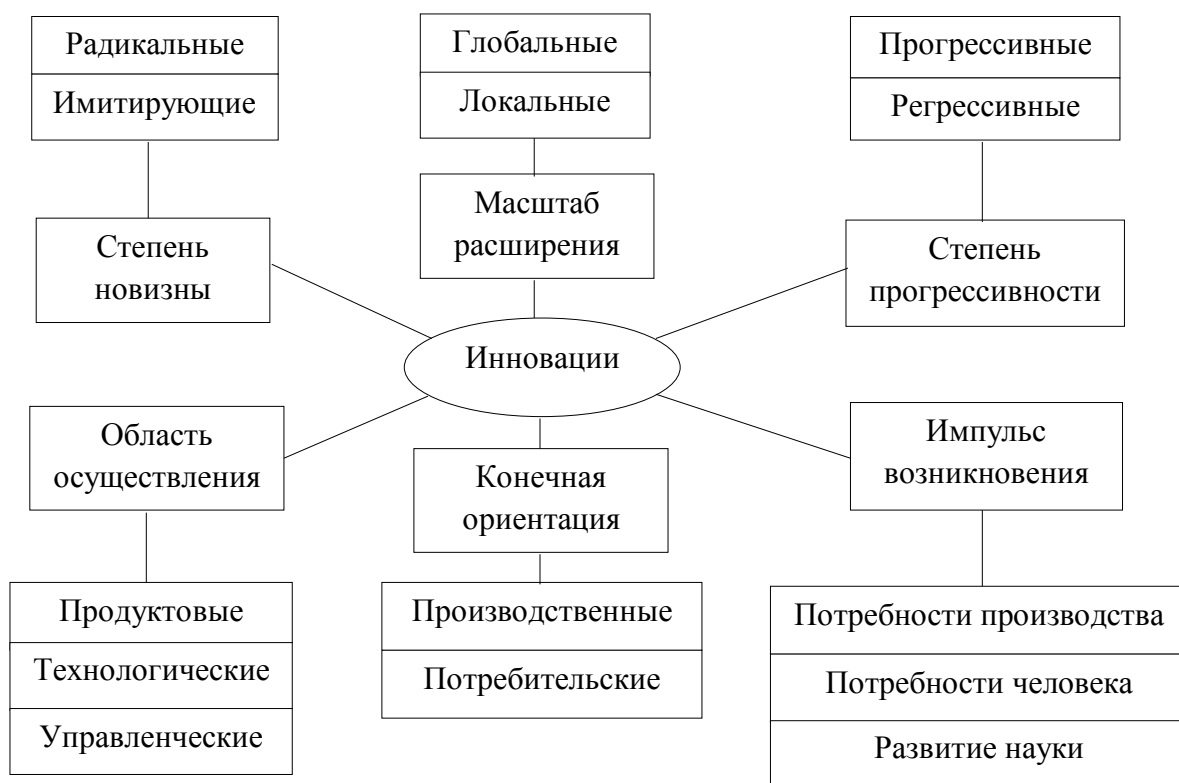 Радикальные
Имитирующие
Степень
новизны
Глобальные
Локальные
Масштаб
расширения
Прогрессивные
Регрессивные
Степень
прогрессивности
Инновации
Область
осуществления
Продуктовые
Технологические
Управленческие
Конечная
ориентация
Производственные
Потребительские
Импульс
возникновения
Потребности производства
Потребности человека
Развитие науки